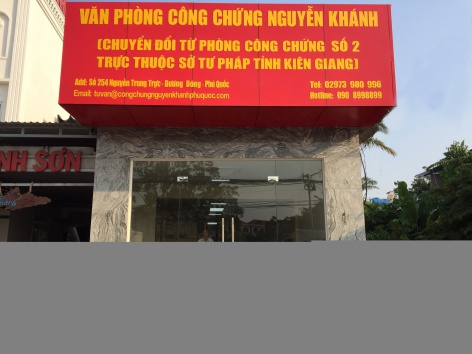 VĂN PHÒNG CÔNG CHỨNG NGUYỄN KHÁNH
(CHUYỂN ĐỔI TỪ PHÒNG CÔNG CHỨNG SỐ 2
TRỰC THUỘC SỞ TƯ PHÁP TỈNH KIÊN GIANG)
Add: Số 254 Nguyễn Trung Trực - Dương Đông - Phú Quốc
Tel: 02973 980 996
Email: tuvan@congchungnguyenkhanhphuquoc.com
Hotline: 090 8998899
NH SƠN